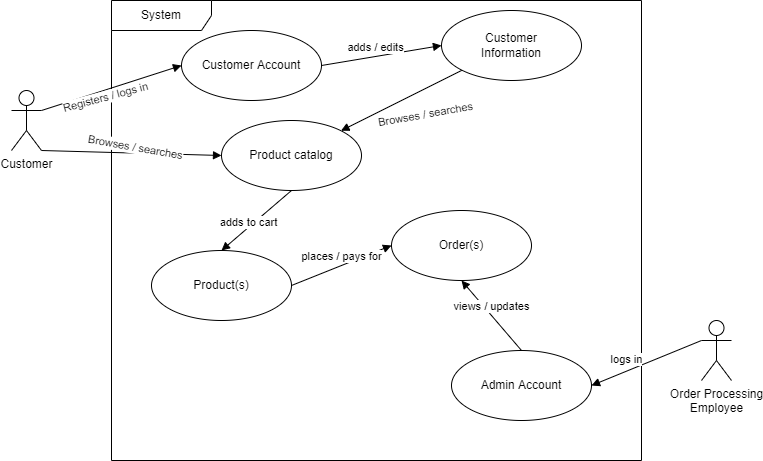 System
Customer
Information
adds / edits
Customer Account
Registers / logs in
Browses / searches
Browses / searches
Product catalog
Customer
adds to cart
Order(s)
places / pays for
Product(s)
views / updates
logs in
Admin Account
Order Processing
Employee